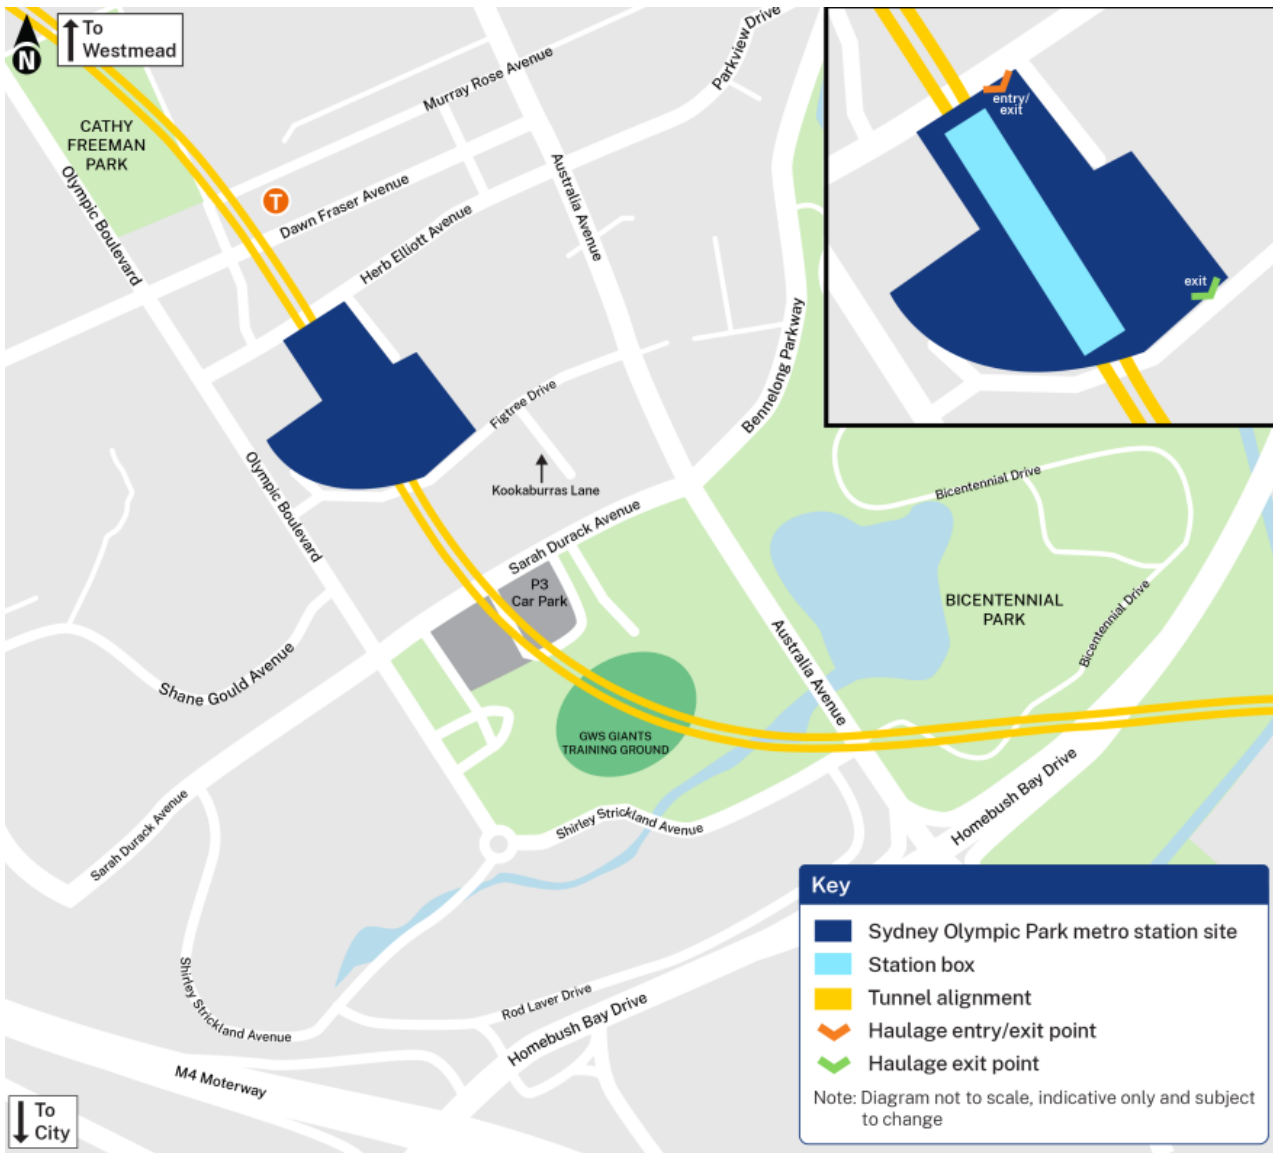 N
To
Westmead
CATHY
FREEMAN
PARK
Olympic Boulevard
T
Murray Rose Avenue
Dawn Fraser Avenue
Herb Elliott Avenue
Parkview Drive
Australia Avenue
Bennelong Parkway
entry/
exit
exit
Figtree Drive
Kookaburras Lane
Olympic Boulevard
Sarah Durack Avenue
P3
Car Park
Bicentennial Drive
BICENTENNIAL
PARK
Bicentennial Drive
Shane Gould Avenue
Australia Avenue
GWS GIANTS
TRAINING GROUND
Shirley Strickland Avenue
Homebush Bay Drive
Sarah Durack Avenue
Shirley Strickland Avenue
Rod Laver Drive
Homebush Bay Drive
M4 Moterway
To
City
Key
Sydney Olympic Park metro station site
Station box
Tunnel alignment
Haulage entry/exit point
Haulage exit point
Note: Diagram not to scale, indicative only and subject
to change